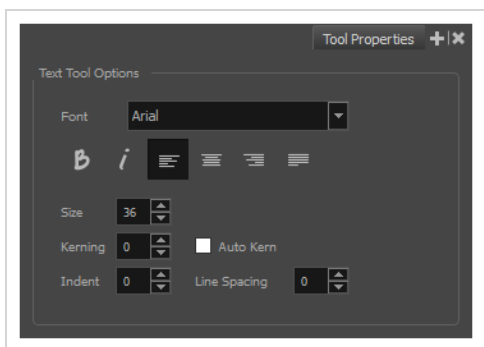 Tool Properties
Text Tool Options
Font Arial
B i
Size 36
Kerning 0 Auto Kern
Indent 0 Line Spacing 0